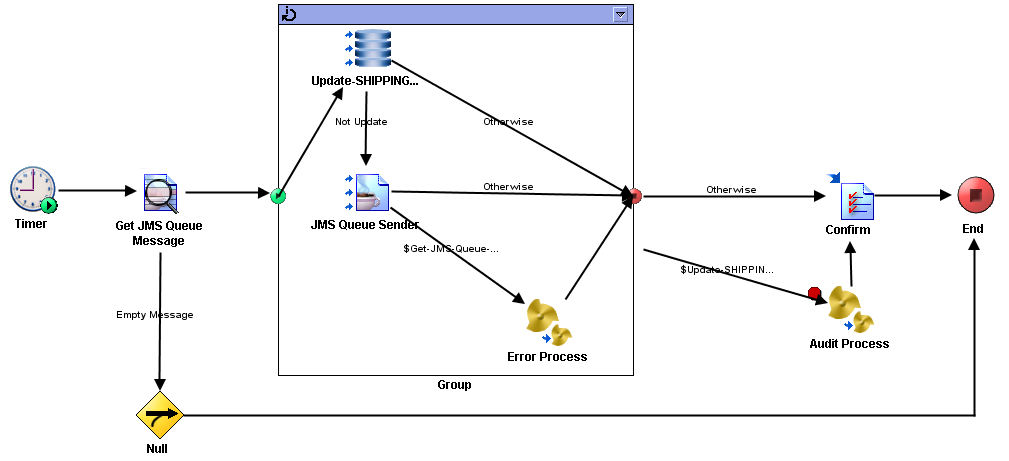 Update-SHIPPING...
Not Update
Otherwise
Timer
Get JMS Queue
Message
JMS Queue Sender
Otherwise
Otherwise
Confirm
End
$Get-JMS-Queue-...
$Update-SHIPPIN...
Empty Message
Error Process
Audit Process
Group
Null